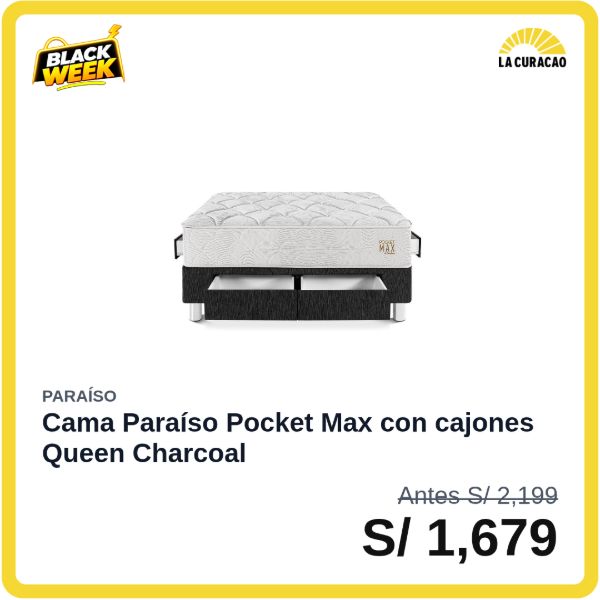 BLACK
WEEK
LA CURACAO
POCKET
MAX
PARAÍSO
Cama Paraíso Pocket Max con cajones
Queen Charcoal
Antes S/ 2,199
S/ 1,679